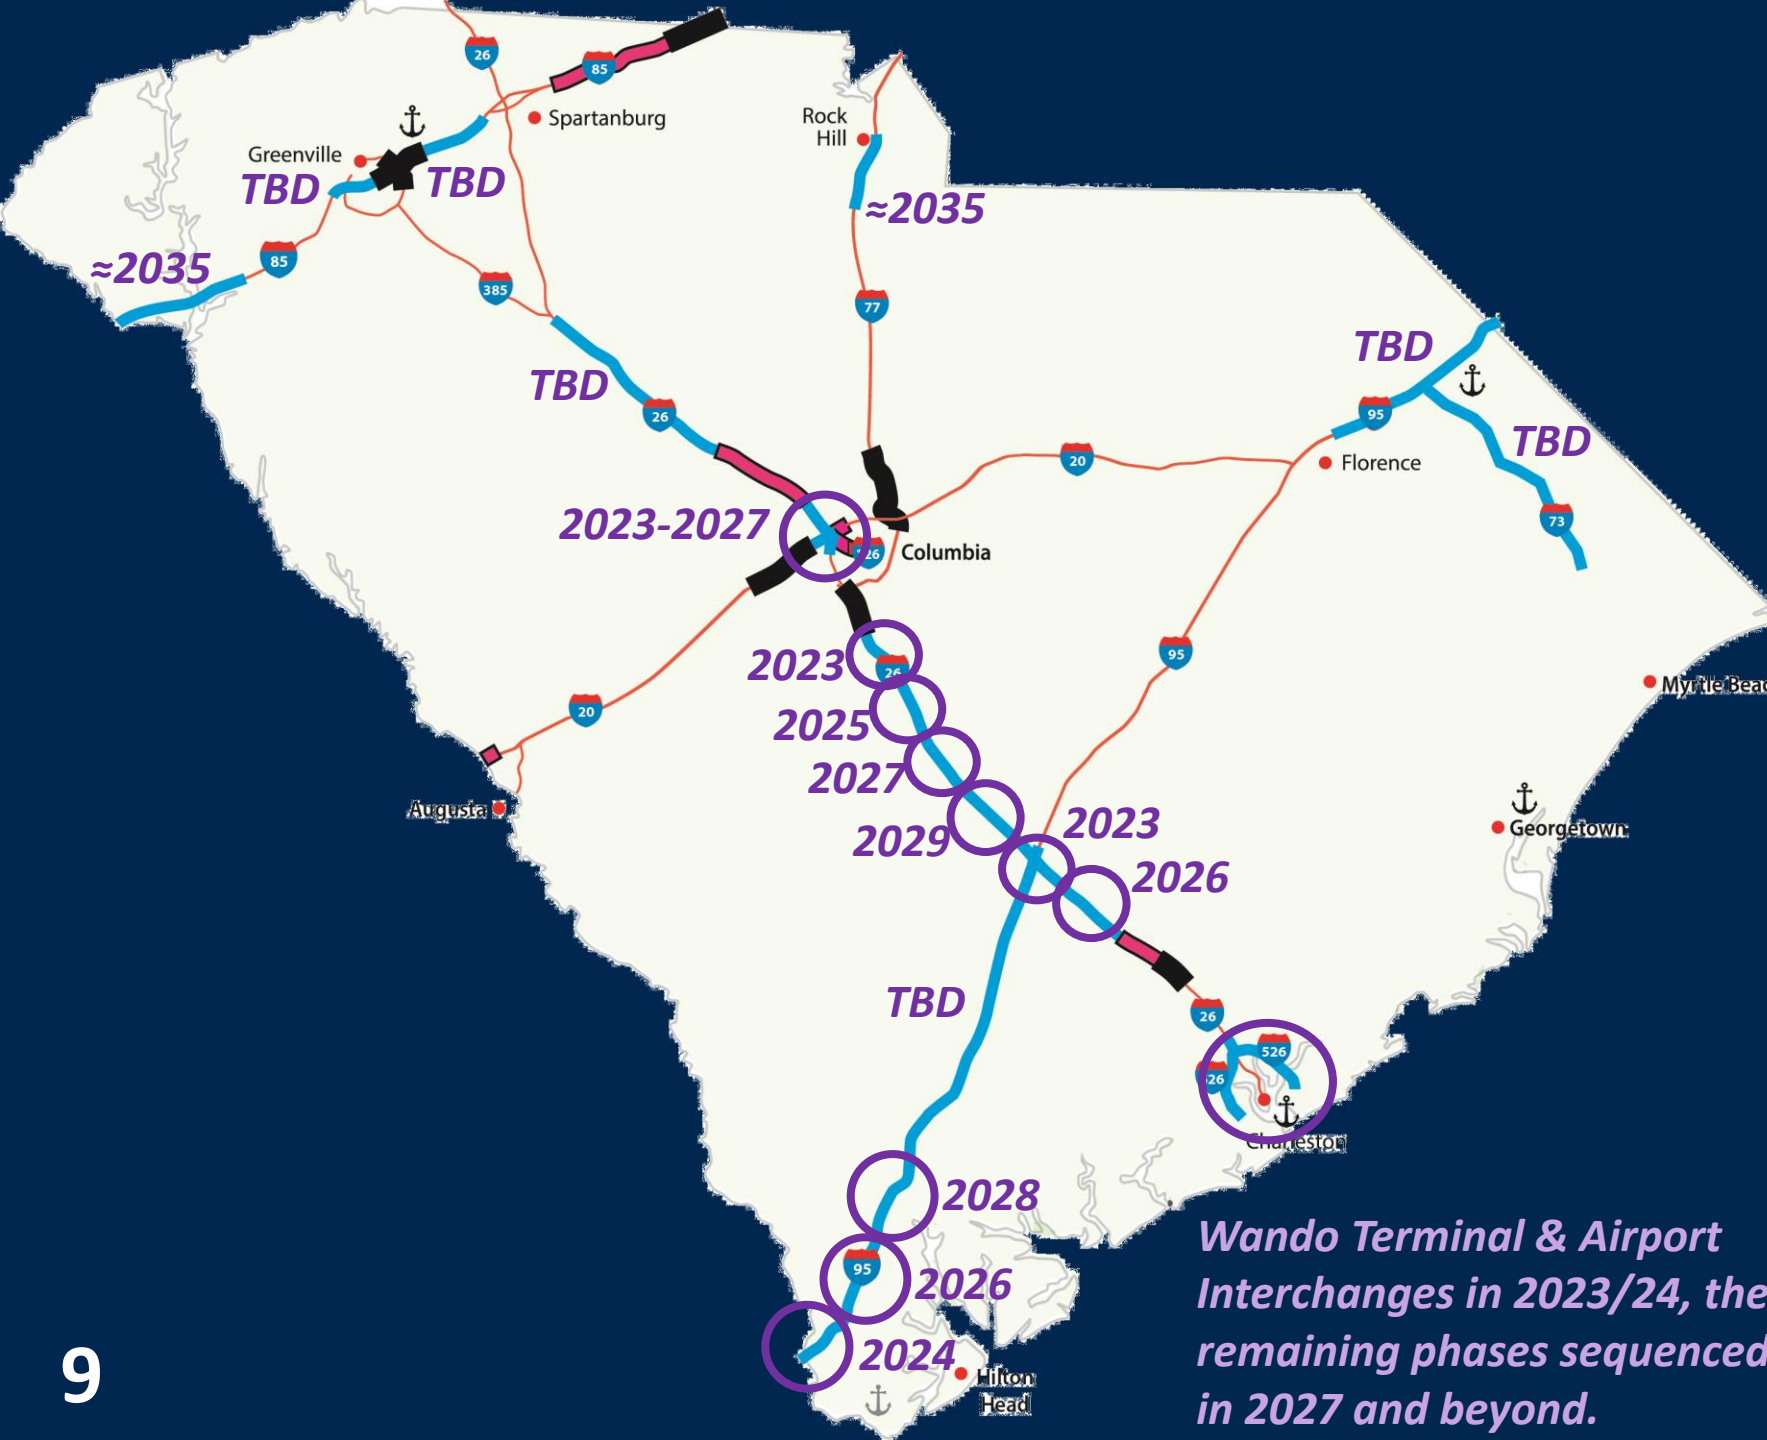 26
85
Spartanburg
Rock
Hill
Greenville
TBD
TBD
≈2035
≈2035
85
385
77
TBD
26
TBD
95
TBD
73
20
Florence
2023-2027
Columbia
2023
26
95
20
2025
Myrtle Beac
2027
Augusta
2029
2023
Georgetown
2026
TBD
26
526
526
Charleston
2028
95
2026
2024
Hilton
Head
Wando Terminal & Airport
Interchanges in 2023/24, the
remaining phases sequenced
in 2027 and beyond.
9